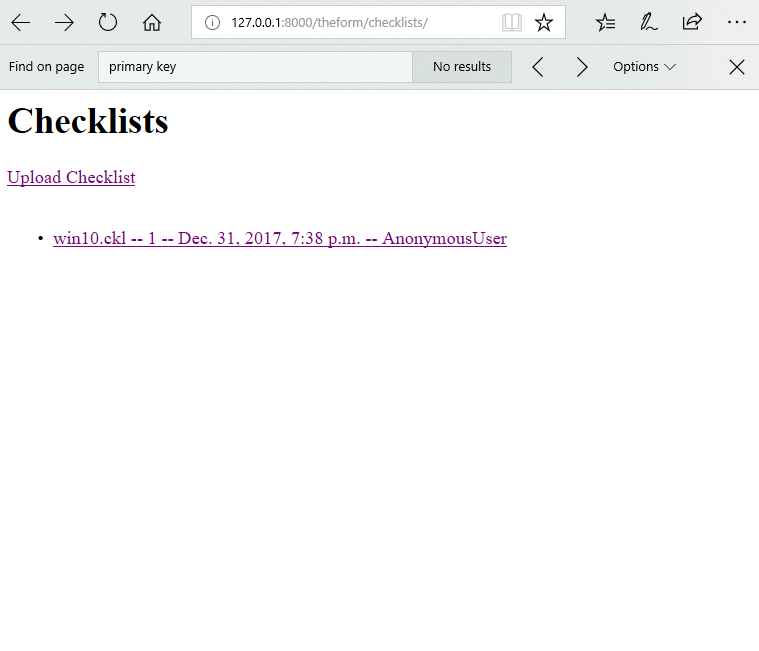 127.0.0.1:8000/theform/checklists/
Find on page primary key No results Options
Checklists
Upload Checklist
• win10.ckl -- 1 -- Dec. 31, 2017, 7:38 p.m. -- AnonymousUser